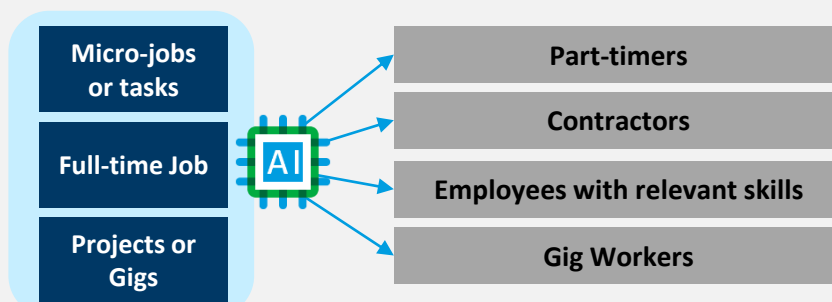 Micro-jobs
or tasks
Full-time Job
Projects or
Gigs
AI
Part-timers
Contractors
Employees with relevant skills
Gig Workers